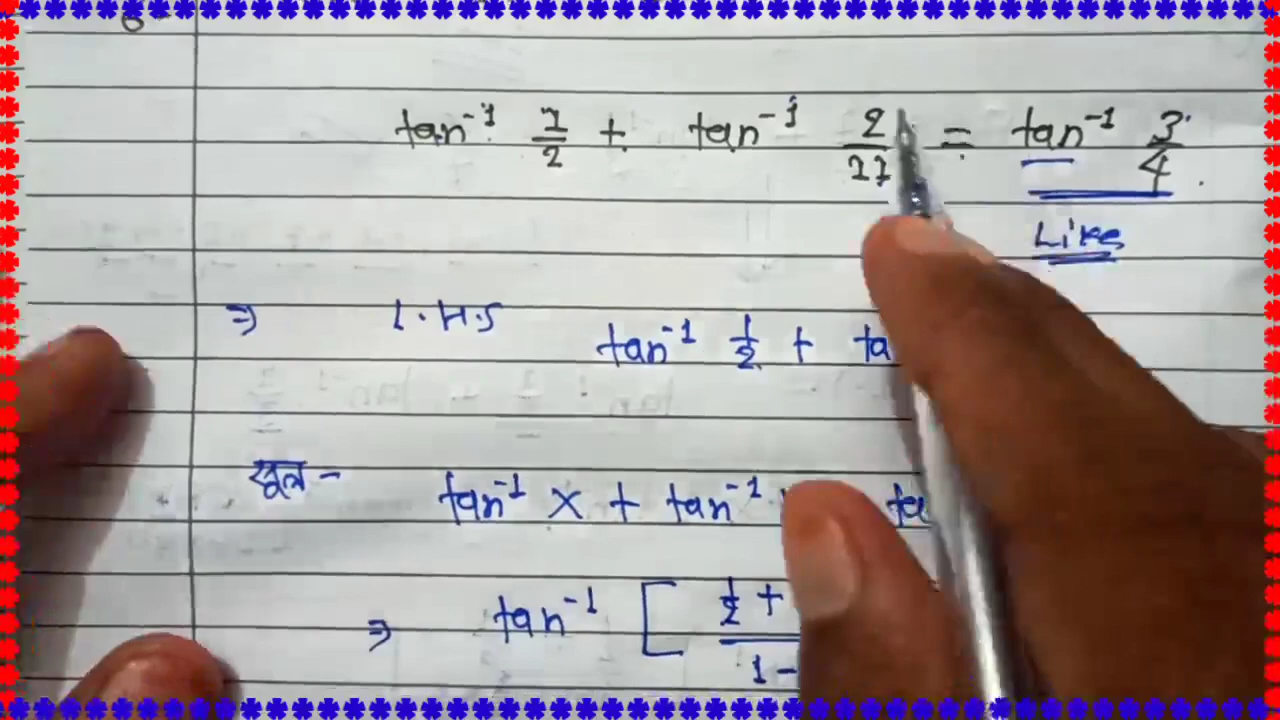 tan⁻¹ 1/2 + tan⁻¹ 2/11 = tan⁻¹ 3/4.
Like
⇒ L.H.S
tan⁻¹ 1/2 + ta
सूत्र - tan⁻¹ x + tan⁻¹ ta
⇒ tan⁻¹ [ 1/2 +
1 -